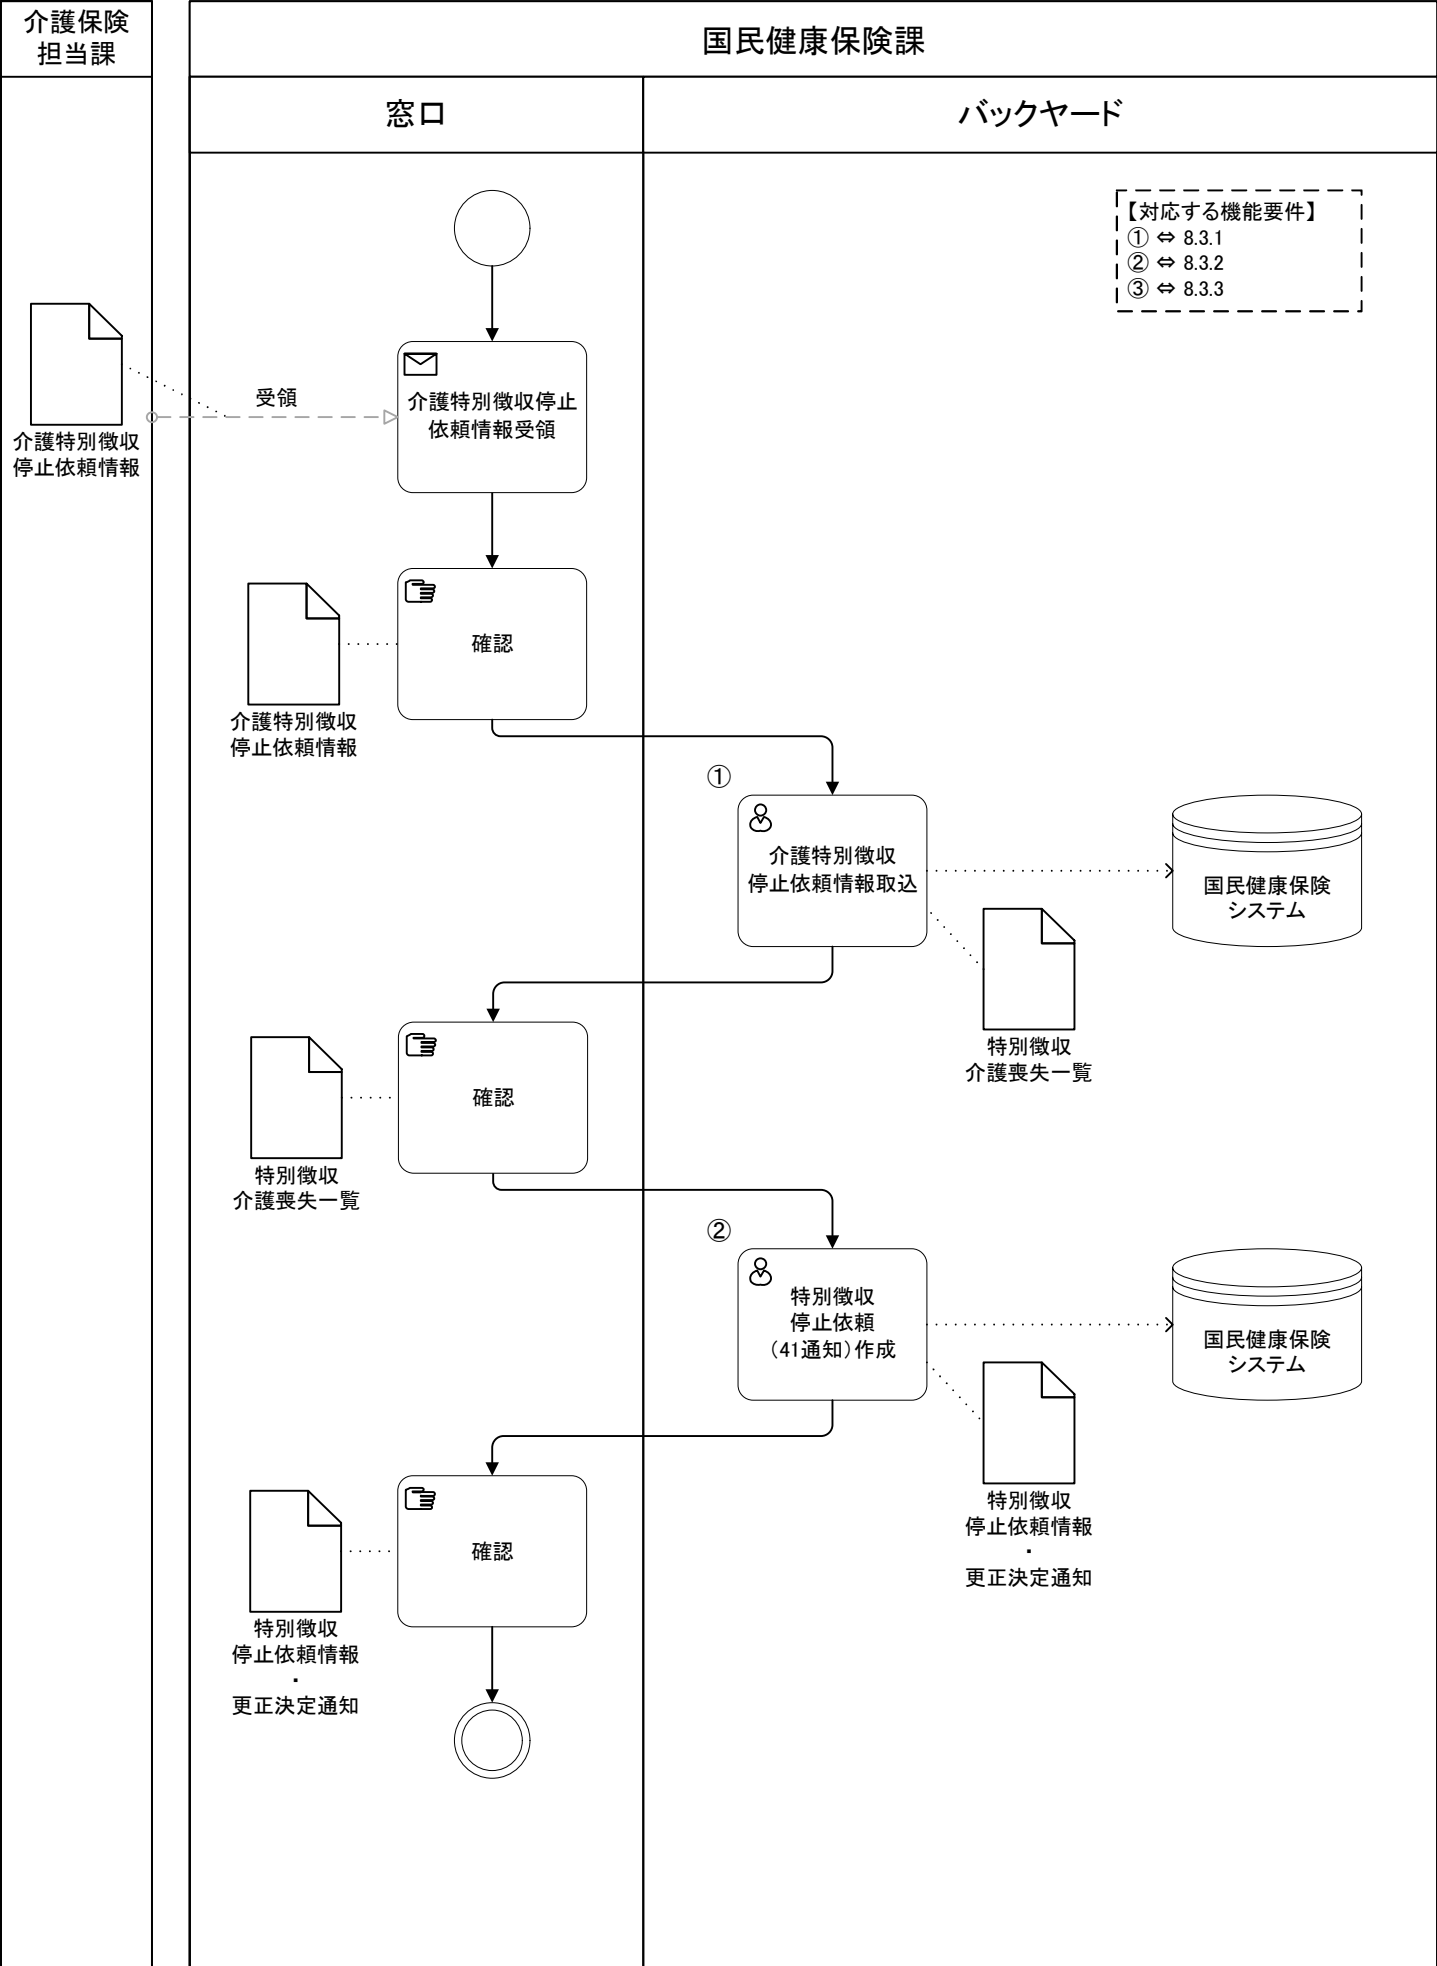 介護保険
担当課
国民健康保険課
窓口
バックヤード
【対応する機能要件】
① ⇔ 8.3.1
② ⇔ 8.3.2
③ ⇔ 8.3.3
受領
介護特別徴収停止
依頼情報受領
介護特別徴収
停止依頼情報
確認
介護特別徴収
停止依頼情報
①
介護特別徴収
停止依頼情報取込
国民健康保険
システム
特別徴収
介護喪失一覧
確認
特別徴収
介護喪失一覧
②
特別徴収
停止依頼
（41通知）作成
国民健康保険
システム
特別徴収
停止依頼情報
・
更正決定通知
確認
特別徴収
停止依頼情報
・
更正決定通知